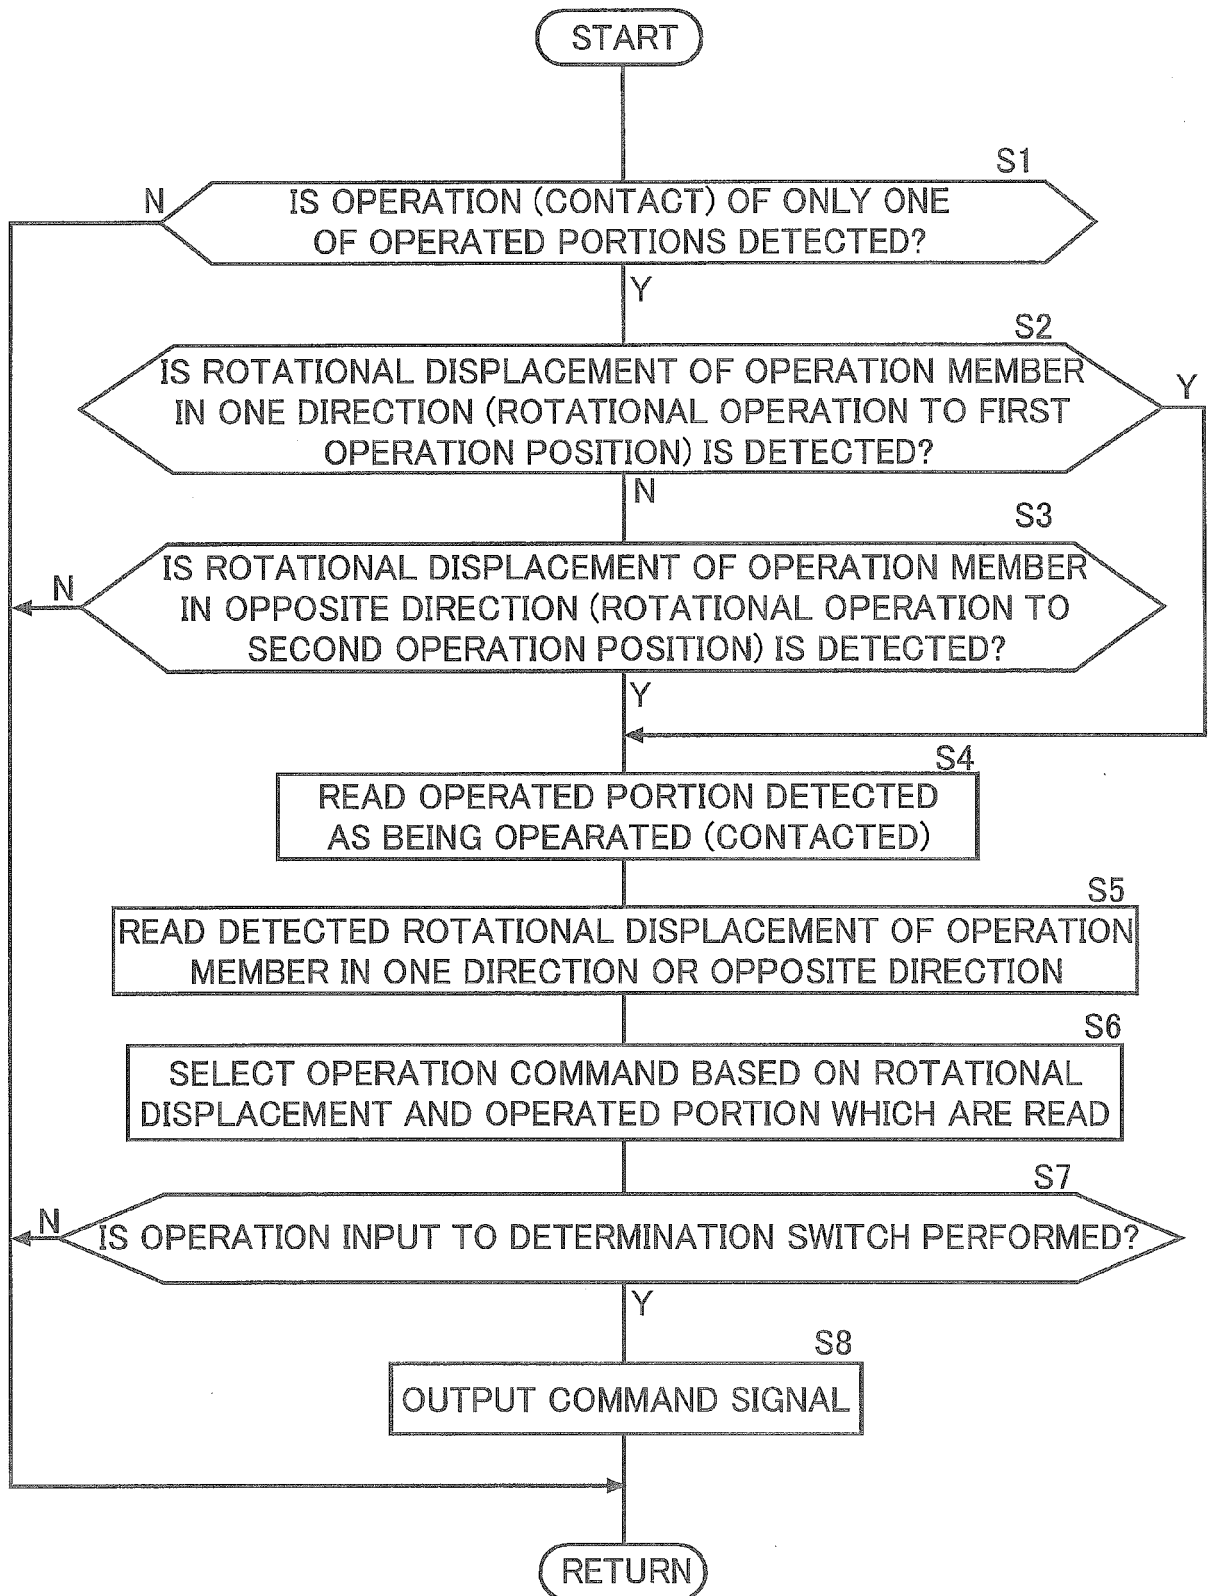 START
S1
N
IS OPERATION (CONTACT) OF ONLY ONE
OF OPERATED PORTIONS DETECTED?
Y
S2
IS ROTATIONAL DISPLACEMENT OF OPERATION MEMBER
Y
IN ONE DIRECTION (ROTATIONAL OPERATION TO FIRST
OPERATION POSITION) IS DETECTED?
N
S3
IS ROTATIONAL DISPLACEMENT OF OPERATION MEMBER
N
IN OPPOSITE DIRECTION (ROTATIONAL OPERATION TO
SECOND OPERATION POSITION) IS DETECTED?
Y
S4
READ OPERATED PORTION DETECTED
AS BEING OPEARATED (CONTACTED)
S5
READ DETECTED ROTATIONAL DISPLACEMENT OF OPERATION
MEMBER IN ONE DIRECTION OR OPPOSITE DIRECTION
S6
SELECT OPERATION COMMAND BASED ON ROTATIONAL
DISPLACEMENT AND OPERATED PORTION WHICH ARE READ
S7
N
IS OPERATION INPUT TO DETERMINATION SWITCH PERFORMED?
Y
S8
OUTPUT COMMAND SIGNAL
RETURN